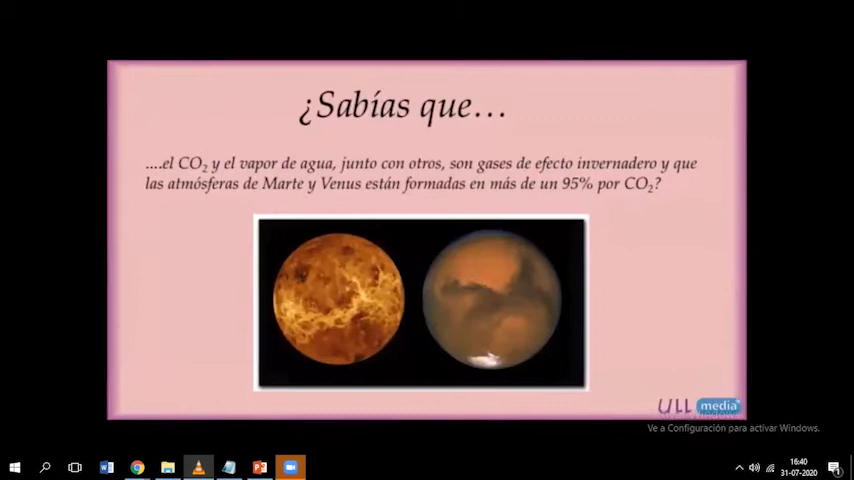 ¿Sabías que...
....el CO2 y el vapor de agua, junto con otros, son gases de efecto invernadero y que
las atmósferas de Marte y Venus están formadas en más de un 95% por CO2?
ULL media
Ve a Configuración para activar Windows.
16:40
31-07-2020